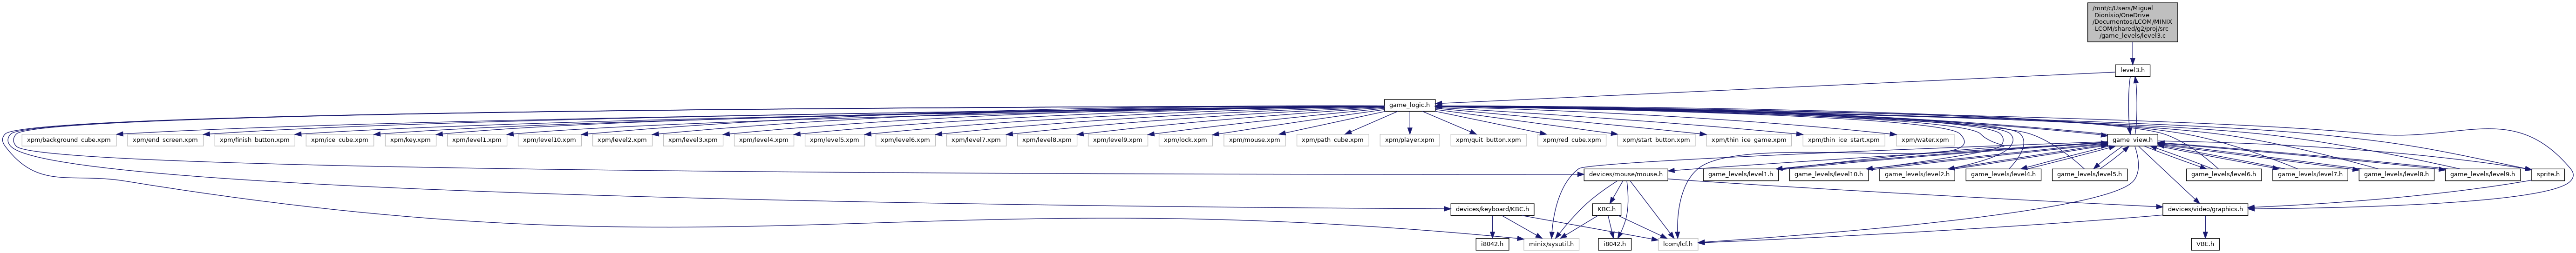 /mnt/c/Users/Miguel
Dionísio/OneDrive
/Documentos/LCOM/MINIX
-LCOM/shared/g2/proj/src
/game_levels/level3.c
level3.h
game_logic.h
xpm/background_cube.xpm
xpm/end_screen.xpm
xpm/finish_button.xpm
xpm/ice_cube.xpm
xpm/key.xpm
xpm/level1.xpm
xpm/level10.xpm
xpm/level2.xpm
xpm/level3.xpm
xpm/level4.xpm
xpm/level5.xpm
xpm/level6.xpm
xpm/level7.xpm
xpm/level8.xpm
xpm/level9.xpm
xpm/lock.xpm
xpm/mouse.xpm
xpm/path_cube.xpm
xpm/player.xpm
xpm/quit_button.xpm
xpm/red_cube.xpm
xpm/start_button.xpm
xpm/thin_ice_game.xpm
xpm/thin_ice_start.xpm
xpm/water.xpm
game_view.h
devices/mouse/mouse.h
game_levels/level1.h
game_levels/level10.h
game_levels/level2.h
game_levels/level4.h
game_levels/level5.h
game_levels/level6.h
game_levels/level7.h
game_levels/level8.h
game_levels/level9.h
sprite.h
devices/keyboard/KBC.h
KBC.h
devices/video/graphics.h
i8042.h
minix/sysutil.h
i8042.h
lcom/lcf.h
VBE.h